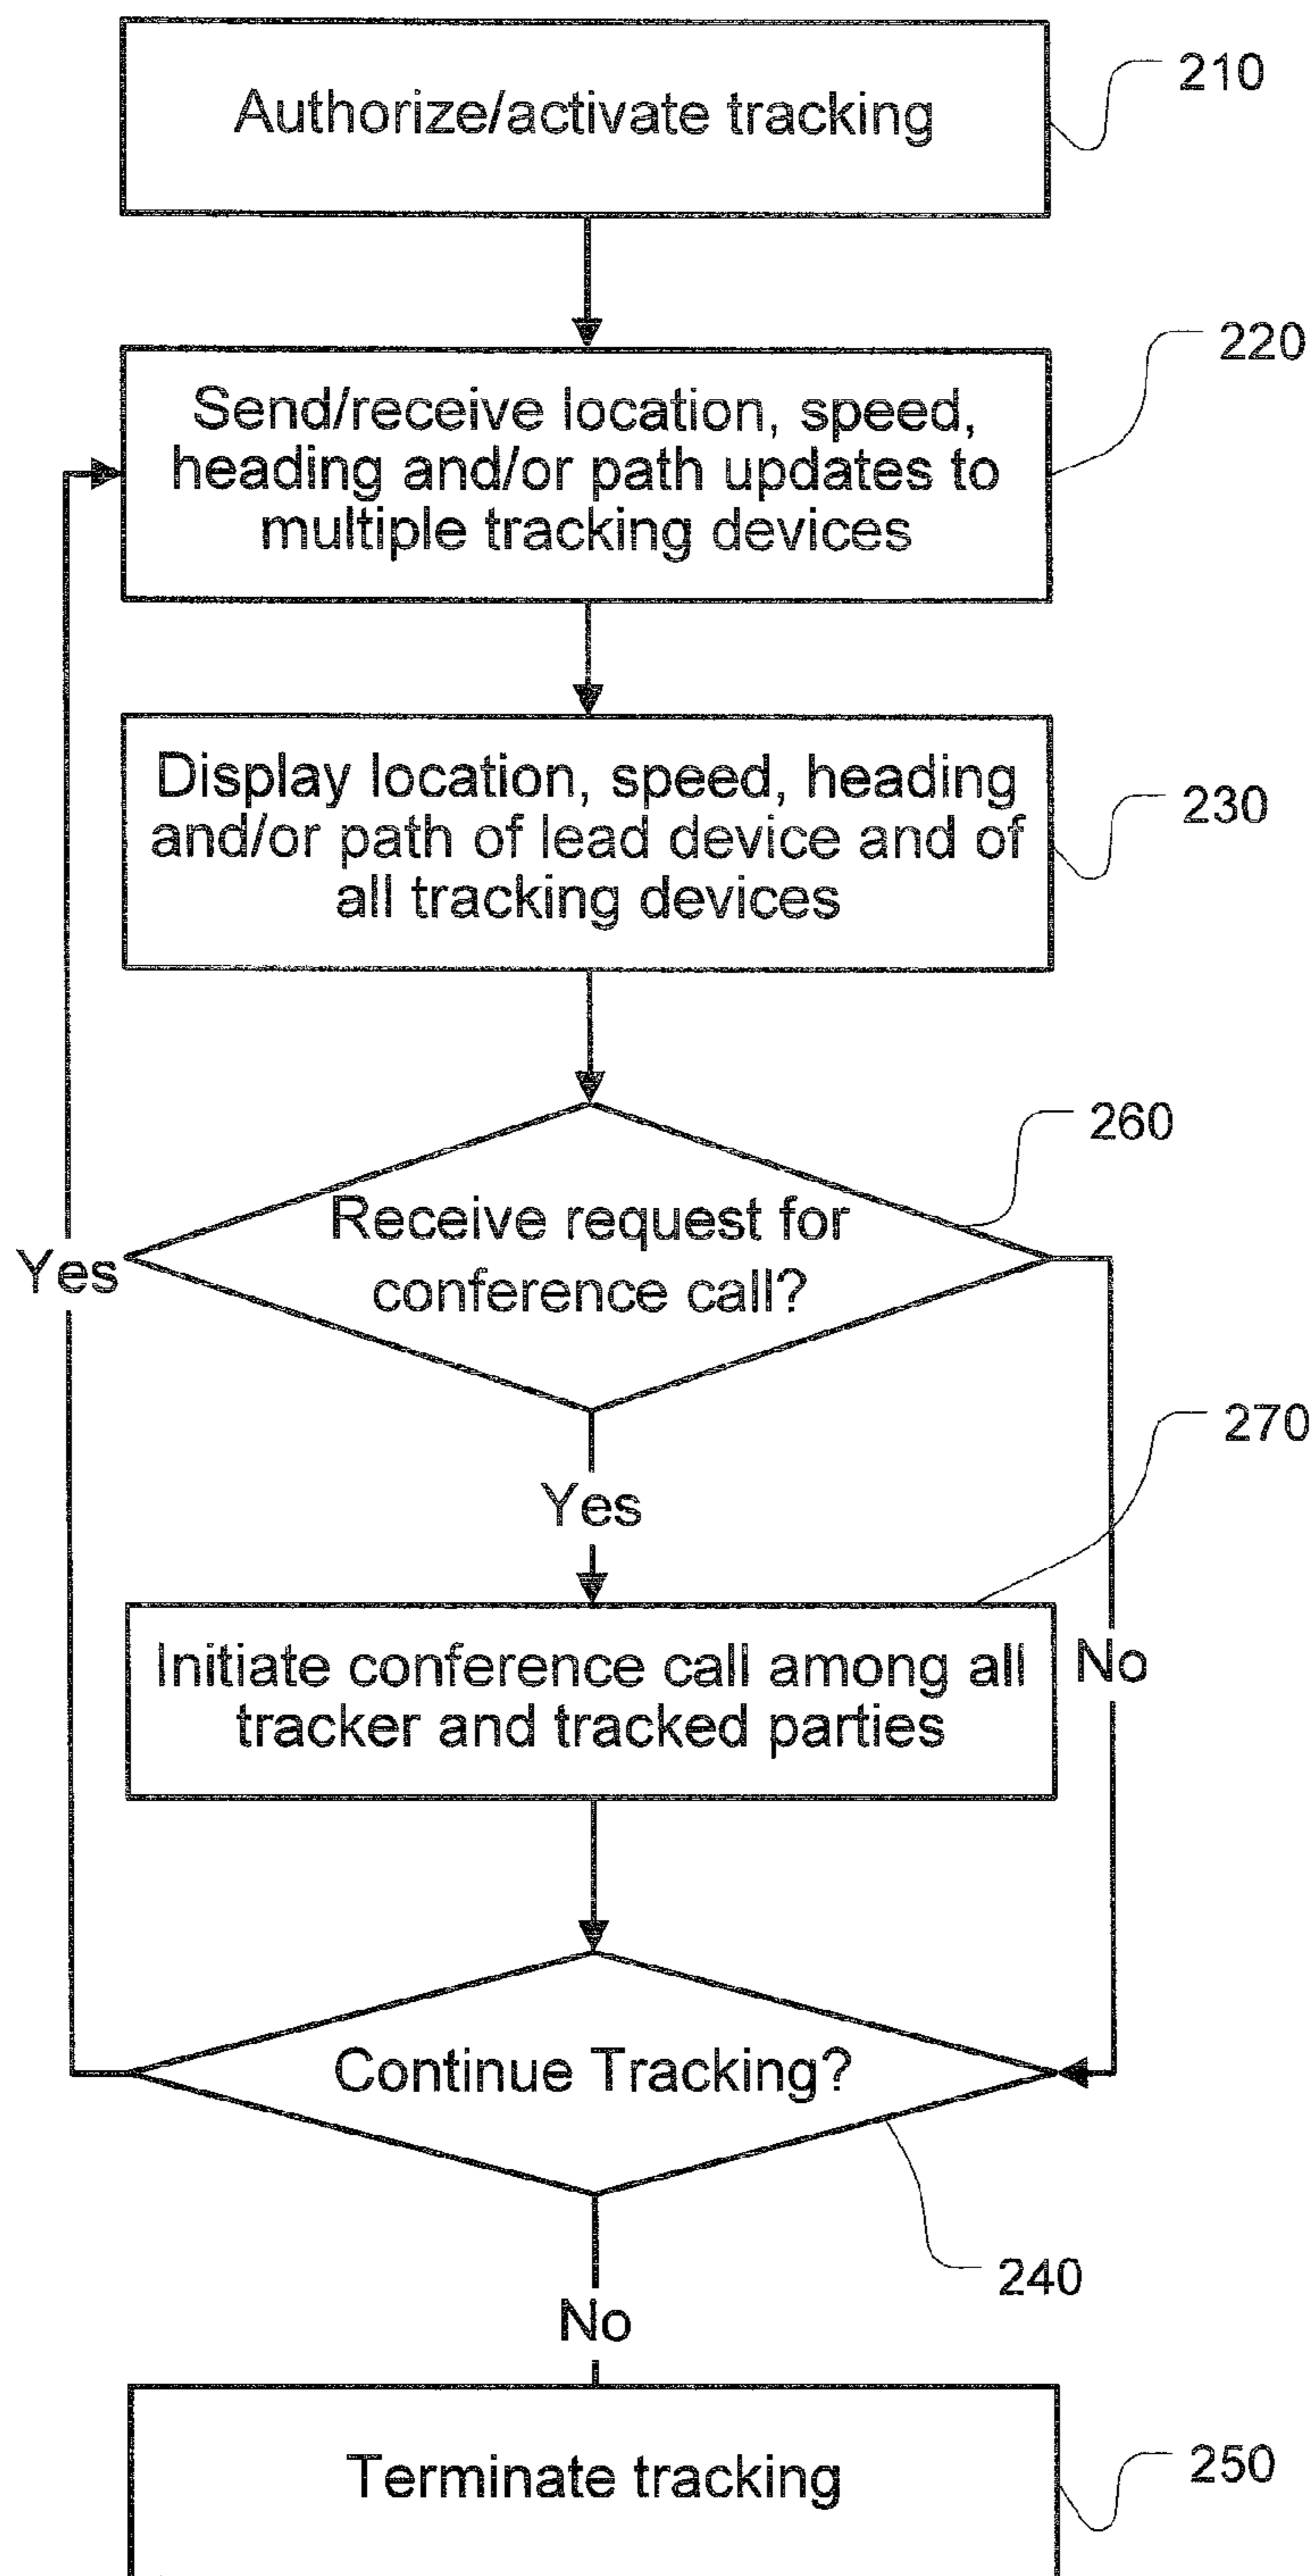 Authorize/activate tracking
210
220
Send/receive location, speed,
heading and/or path updates to
multiple tracking devices
Display location, speed, heading
and/or path of lead device and of
all tracking devices
230
260
Receive request for
conference call?
Yes
270
Yes
Initiate conference call among all
tracker and tracked parties
No
Continue Tracking?
240
No
Terminate tracking
250